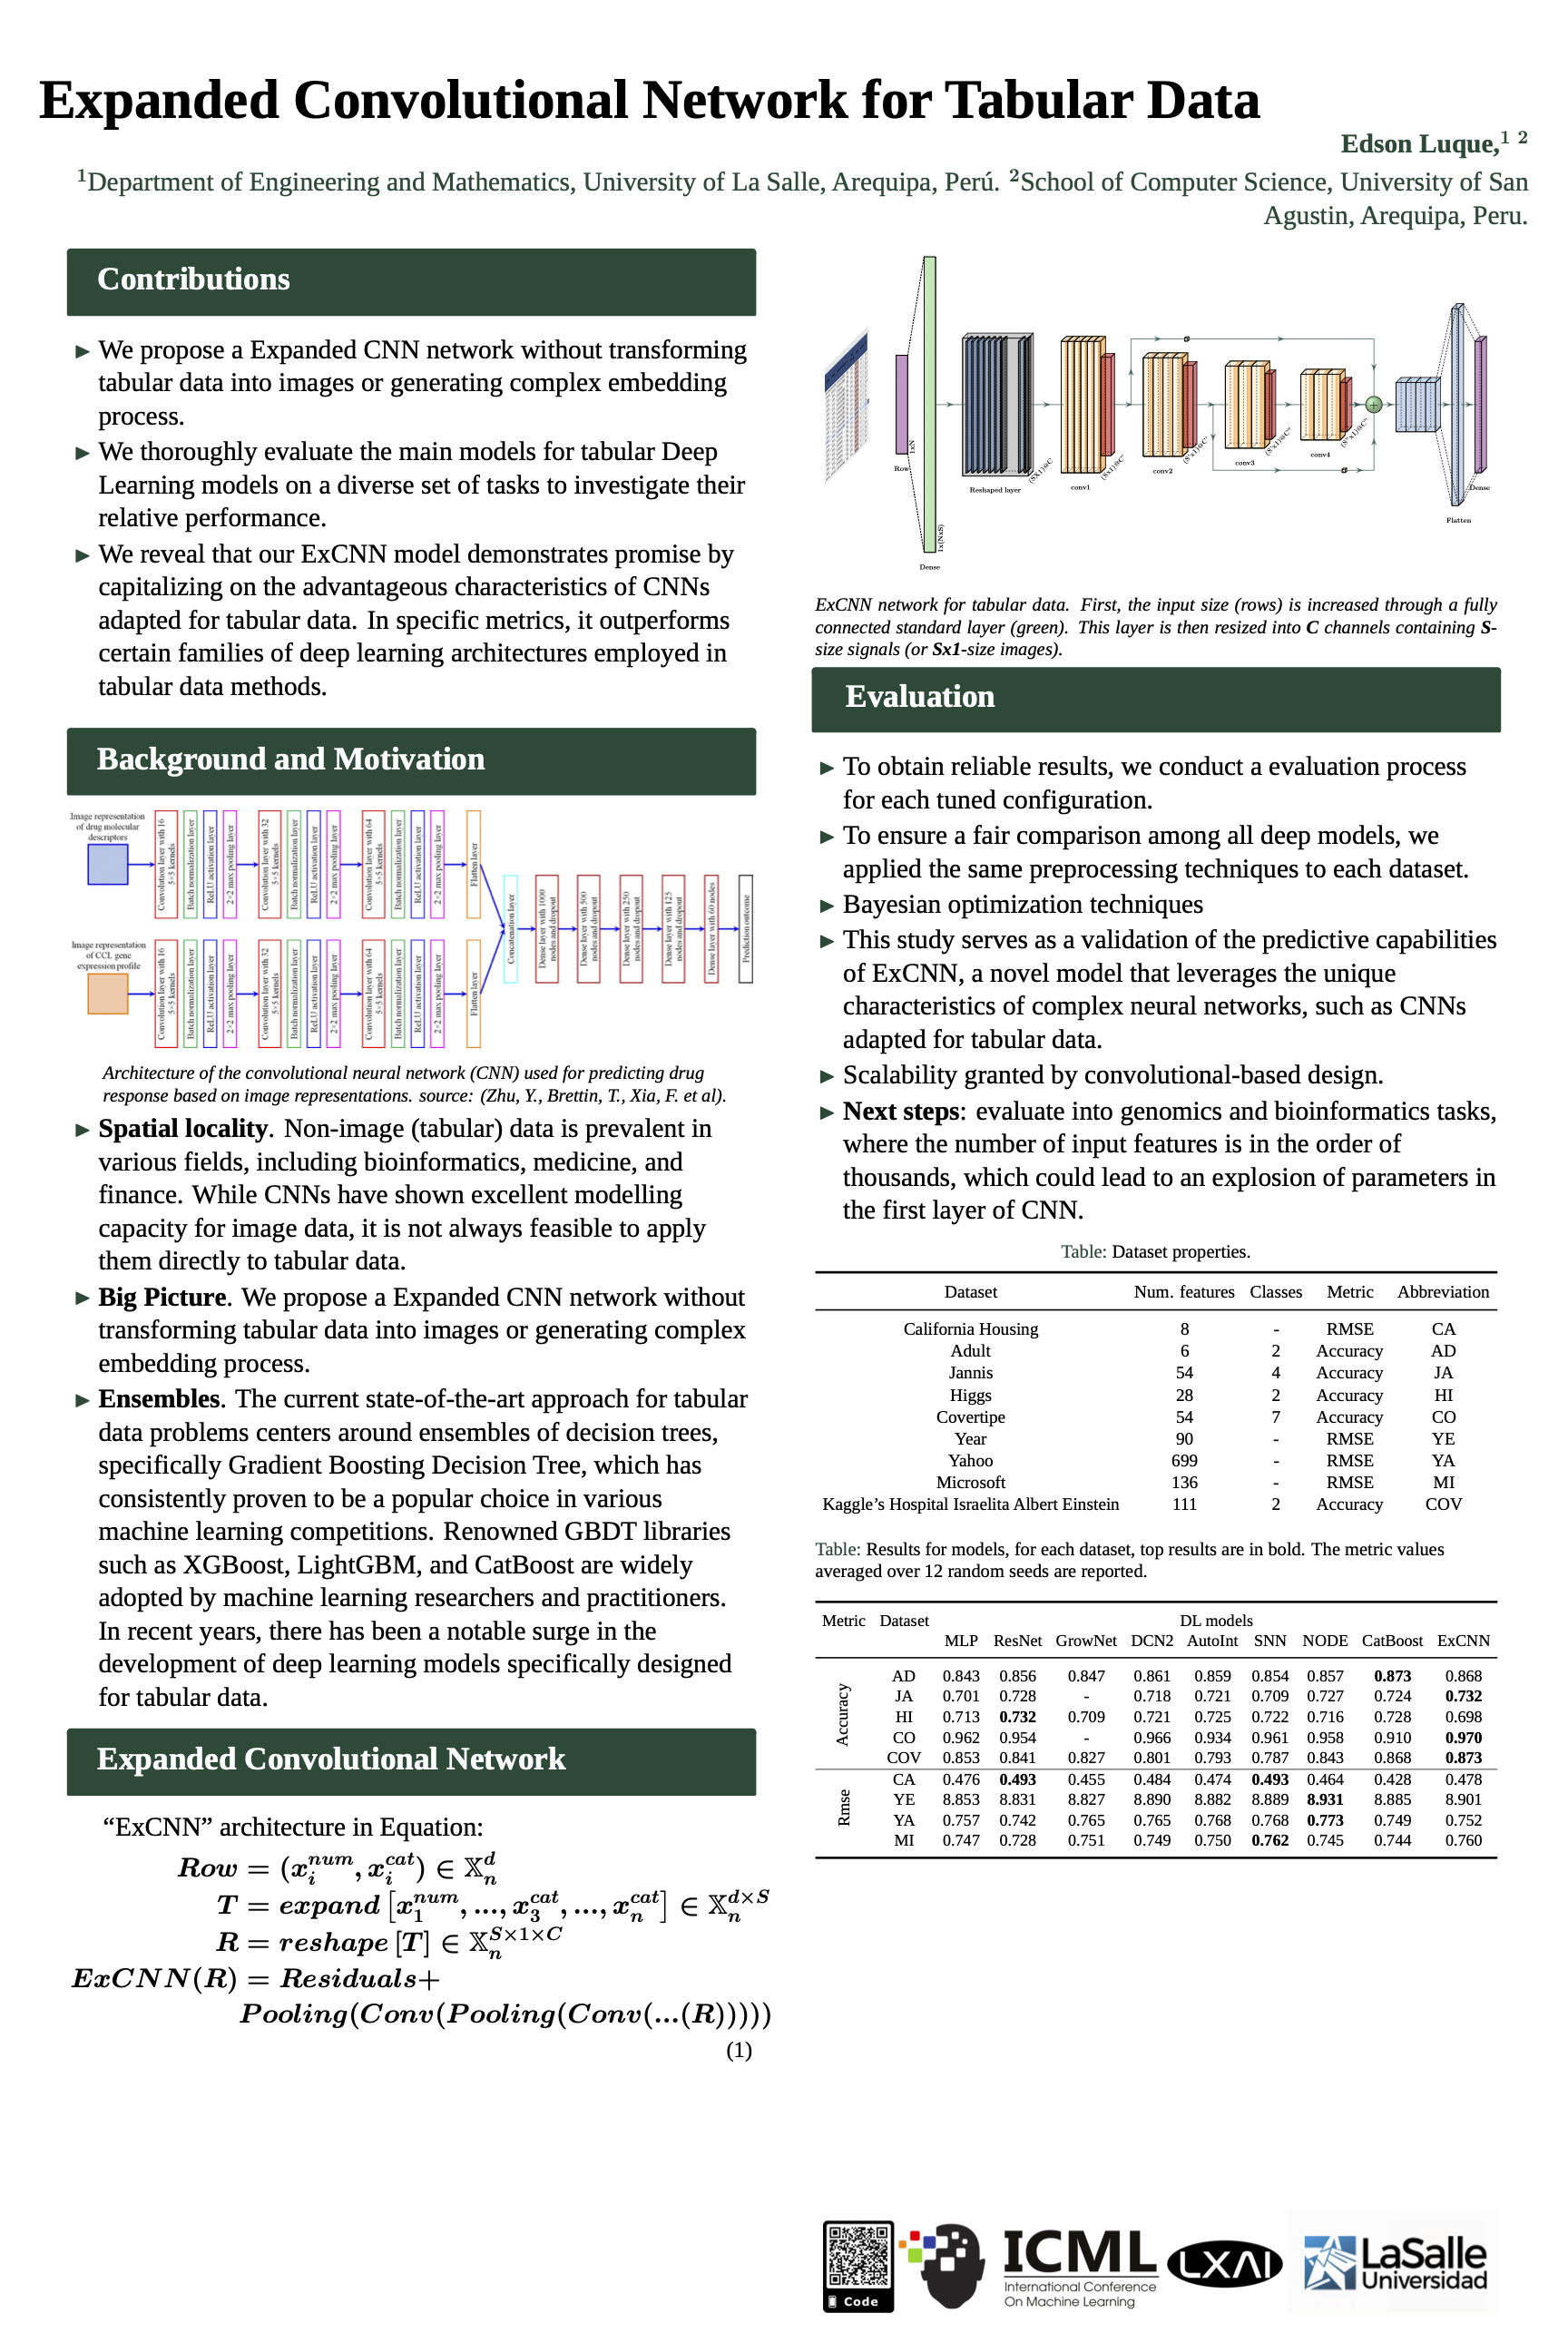 Expanded Convolutional Network for Tabular Data
Edson Luque,1 2
1Department of Engineering and Mathematics, University of La Salle, Arequipa, Perú. 2School of Computer Science, University of San
Agustin, Arequipa, Peru.
Contributions
► We propose a Expanded CNN network without transforming
tabular data into images or generating complex embedding
process.
► We thoroughly evaluate the main models for tabular Deep
Learning models on a diverse set of tasks to investigate their
relative performance.
► We reveal that our ExCNN model demonstrates promise by
capitalizing on the advantageous characteristics of CNNs
adapted for tabular data. In specific metrics, it outperforms
certain families of deep learning architectures employed in
tabular data methods.
Background and Motivation
Image representation
of drug molecular
descriptors
Convolution layer with 16
5×5 kernels
Batch normalization layer
ReLU activation layer
2×2 max pooling layer
Convolution layer with 32
5×5 kernels
Batch normalization layer
ReLU activation layer
2×2 max pooling layer
Convolution layer with 64
5×5 kernels
Batch normalization layer
ReLU activation layer
2×2 max pooling layer
Flatten layer
Image representation
of CCL gene
expression profile
Convolution layer with 16
5×5 kernels
Batch normalization layer
ReLU activation layer
2×2 max pooling layer
Convolution layer with 32
5×5 kernels
Batch normalization layer
ReLU activation layer
2×2 max pooling layer
Convolution layer with 64
5×5 kernels
Batch normalization layer
ReLU activation layer
2×2 max pooling layer
Flatten layer
Concatenation layer
Dense layer with 1000
nodes and dropout
Dense layer with 500
nodes and dropout
Dense layer with 250
nodes and dropout
Dense layer with 125
nodes and dropout
Dense layer with 60 nodes
Prediction outcome
Architecture of the convolutional neural network (CNN) used for predicting drug
response based on image representations. source: (Zhu, Y., Brettin, T., Xia, F. et al).
► Spatial locality. Non-image (tabular) data is prevalent in
various fields, including bioinformatics, medicine, and
finance. While CNNs have shown excellent modelling
capacity for image data, it is not always feasible to apply
them directly to tabular data.
► Big Picture. We propose a Expanded CNN network without
transforming tabular data into images or generating complex
embedding process.
► Ensembles. The current state-of-the-art approach for tabular
data problems centers around ensembles of decision trees,
specifically Gradient Boosting Decision Tree, which has
consistently proven to be a popular choice in various
machine learning competitions. Renowned GBDT libraries
such as XGBoost, LightGBM, and CatBoost are widely
adopted by machine learning researchers and practitioners.
In recent years, there has been a notable surge in the
development of deep learning models specifically designed
for tabular data.
Expanded Convolutional Network
“ExCNN” architecture in Equation:
Row = (x_i^num, x_i^cat) ∈ 𝕏_n^d
T = expand [x_1^num, ..., x_3^cat, ..., x_n^cat] ∈ 𝕏_n^{d×S}
R = reshape [T] ∈ 𝕏_n^{S×1×C}
ExCNN(R) = Residuals+
Pooling(Conv(Pooling(Conv(...(R)))))
(1)
Row
1xN
Dense
1x(NxS)
Reshaped layer
(SX1)@C
conv1
conv2
conv3
conv4
Flatten
Dense
ExCNN network for tabular data. First, the input size (rows) is increased through a fully
connected standard layer (green). This layer is then resized into C channels containing S-
size signals (or Sx1-size images).
Evaluation
► To obtain reliable results, we conduct a evaluation process
for each tuned configuration.
► To ensure a fair comparison among all deep models, we
applied the same preprocessing techniques to each dataset.
► Bayesian optimization techniques
► This study serves as a validation of the predictive capabilities
of ExCNN, a novel model that leverages the unique
characteristics of complex neural networks, such as CNNs
adapted for tabular data.
► Scalability granted by convolutional-based design.
► Next steps: evaluate into genomics and bioinformatics tasks,
where the number of input features is in the order of
thousands, which could lead to an explosion of parameters in
the first layer of CNN.
Table: Dataset properties.
Dataset Num. features Classes Metric Abbreviation
California Housing 8 - RMSE CA
Adult 6 2 Accuracy AD
Jannis 54 4 Accuracy JA
Higgs 28 2 Accuracy HI
Covertipe 54 7 Accuracy CO
Year 90 - RMSE YE
Yahoo 699 - RMSE YA
Microsoft 136 - RMSE MI
Kaggle’s Hospital Israelita Albert Einstein 111 2 Accuracy COV
Table: Results for models, for each dataset, top results are in bold. The metric values
averaged over 12 random seeds are reported.
Metric Dataset DL models
MLP ResNet GrowNet DCN2 AutoInt SNN NODE CatBoost ExCNN
Accuracy
AD 0.843 0.856 0.847 0.861 0.859 0.854 0.857 0.873 0.868
JA 0.701 0.728 - 0.718 0.721 0.709 0.727 0.724 0.732
HI 0.713 0.732 0.709 0.721 0.725 0.722 0.716 0.728 0.698
CO 0.962 0.954 - 0.966 0.934 0.961 0.958 0.910 0.970
COV 0.853 0.841 0.827 0.801 0.793 0.787 0.843 0.868 0.873
Rmse
CA 0.476 0.493 0.455 0.484 0.474 0.493 0.464 0.428 0.478
YE 8.853 8.831 8.827 8.890 8.882 8.889 8.931 8.885 8.901
YA 0.757 0.742 0.765 0.765 0.768 0.768 0.773 0.749 0.752
MI 0.747 0.728 0.751 0.749 0.750 0.762 0.745 0.744 0.760
Code
ICML
International Conference
On Machine Learning
LXAI
LaSalle
Universidad